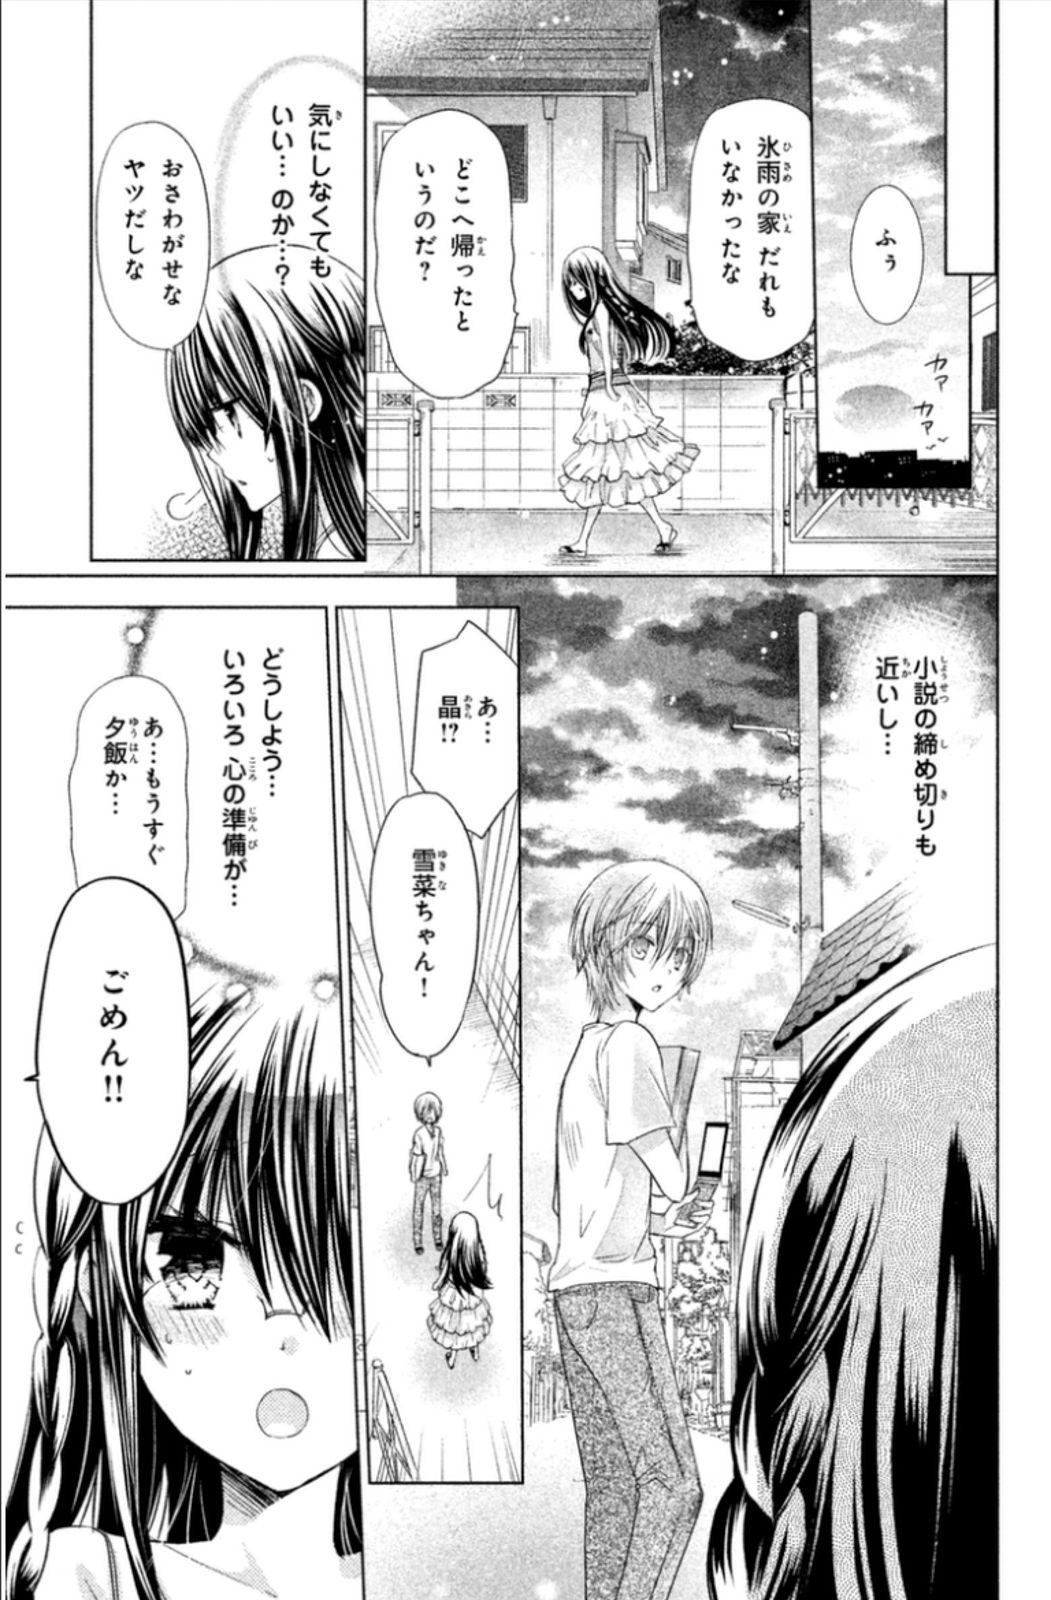 ふぅ
カァ
カァ
氷雨の家 だれも
いなかったな
どこへ帰ったと
いうのだ?
気にしなくても
いい… のか…?
おさわがせな
ヤツだしな
小説の締め切りも
近いし…
あ…
晶!?
雪菜ちゃん!
どうしよう…
いろいろ 心の準備が…
あ…もうすぐ
夕飯か…
ごめん!!